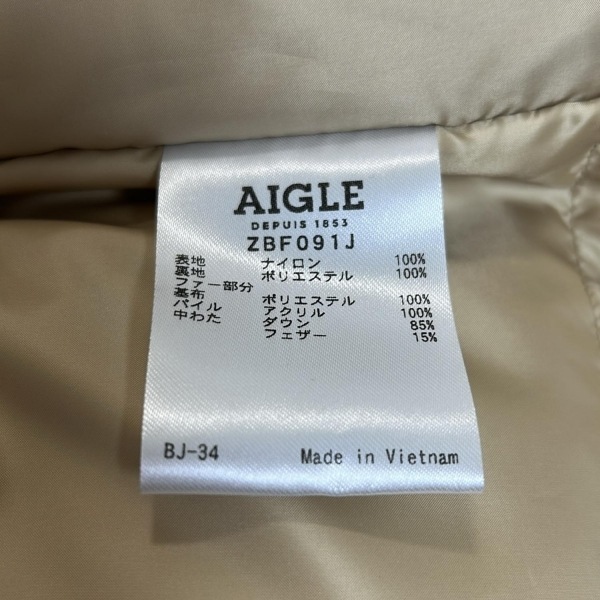 AIGLE
DEPUIS 1853
ZBF091J
表地 ナイロン 100%
裏地 ポリエステル 100%
ファー部分
基布 ポリエステル 100%
パイル アクリル 100%
中わた ダウン 85%
フェザー 15%
BJ-34 Made in Vietnam